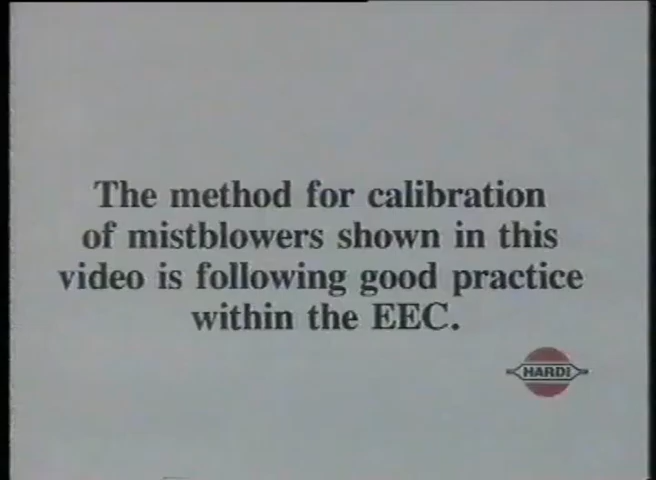 The method for calibration
of mistblowers shown in this
video is following good practice
within the EEC.
HARDI